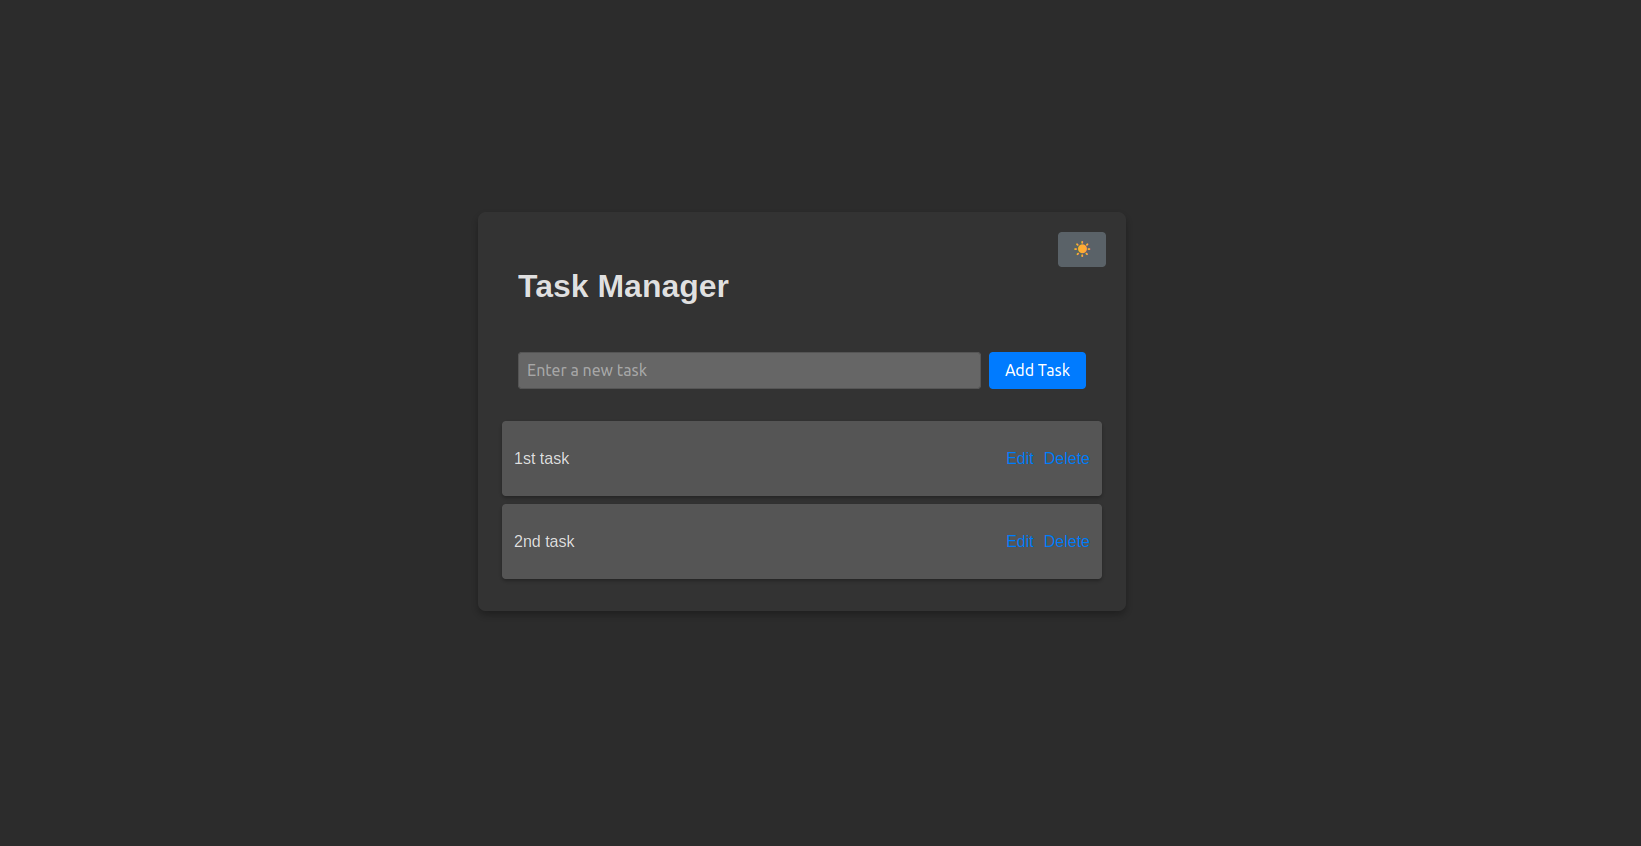 Task Manager
Enter a new task Add Task
1st task Edit Delete
2nd task Edit Delete